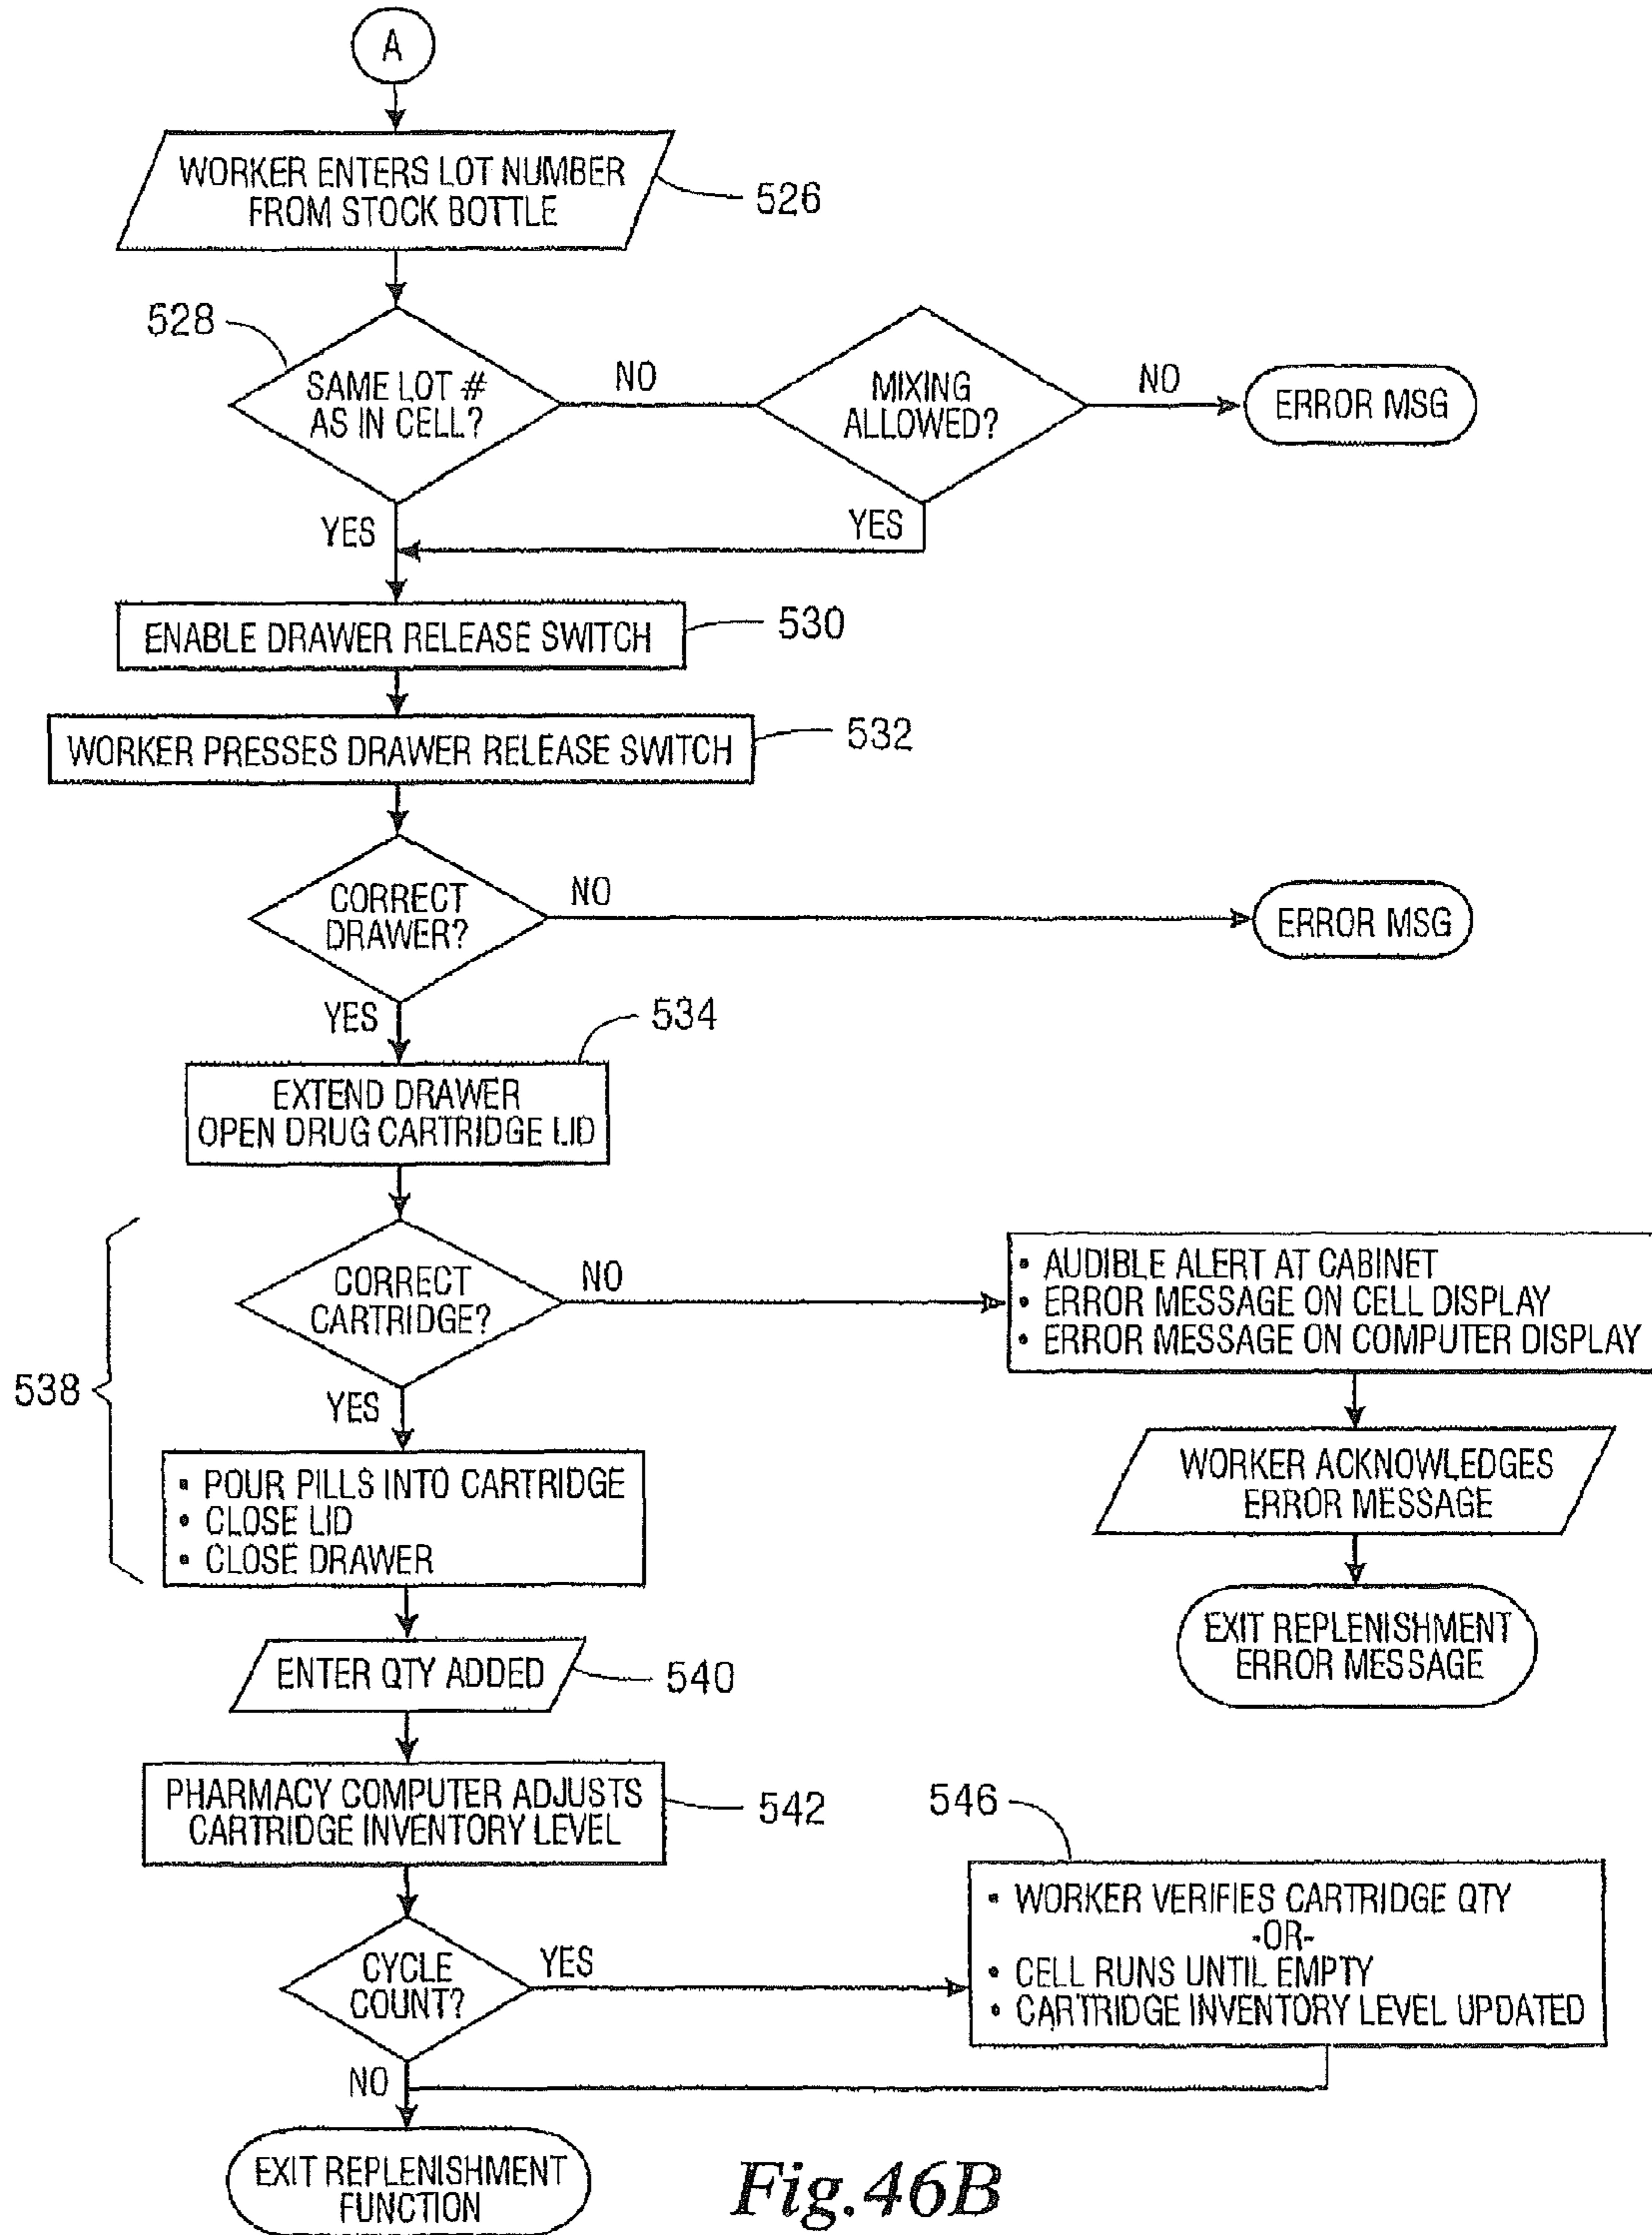 A
WORKER ENTERS LOT NUMBER
FROM STOCK BOTTLE
526
528
SAME LOT #
AS IN CELL?
NO
MIXING
ALLOWED?
NO
ERROR MSG
YES
YES
ENABLE DRAWER RELEASE SWITCH
530
WORKER PRESSES DRAWER RELEASE SWITCH
532
CORRECT
DRAWER?
NO
ERROR MSG
YES
534
EXTEND DRAWER
OPEN DRUG CARTRIDGE LID
538
CORRECT
CARTRIDGE?
NO
• AUDIBLE ALERT AT CABINET
• ERROR MESSAGE ON CELL DISPLAY
• ERROR MESSAGE ON COMPUTER DISPLAY
YES
• POUR PILLS INTO CARTRIDGE
• CLOSE LID
• CLOSE DRAWER
WORKER ACKNOWLEDGES
ERROR MESSAGE
EXIT REPLENISHMENT
ERROR MESSAGE
ENTER QTY ADDED
540
PHARMACY COMPUTER ADJUSTS
CARTRIDGE INVENTORY LEVEL
542
546
CYCLE
COUNT?
YES
• WORKER VERIFIES CARTRIDGE QTY
-OR-
• CELL RUNS UNTIL EMPTY
• CARTRIDGE INVENTORY LEVEL UPDATED
NO
EXIT REPLENISHMENT
FUNCTION
Fig.46B